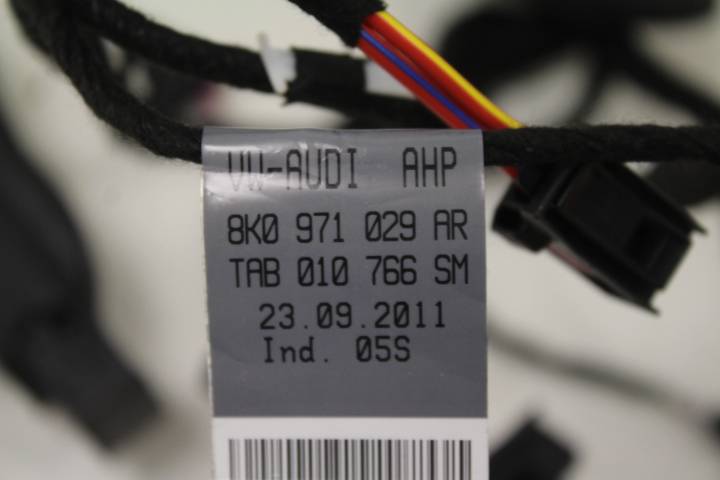 VW-AUDI AHP
8K0 971 029 AR
TAB 010 766 SM
23.09.2011
Ind. 05S